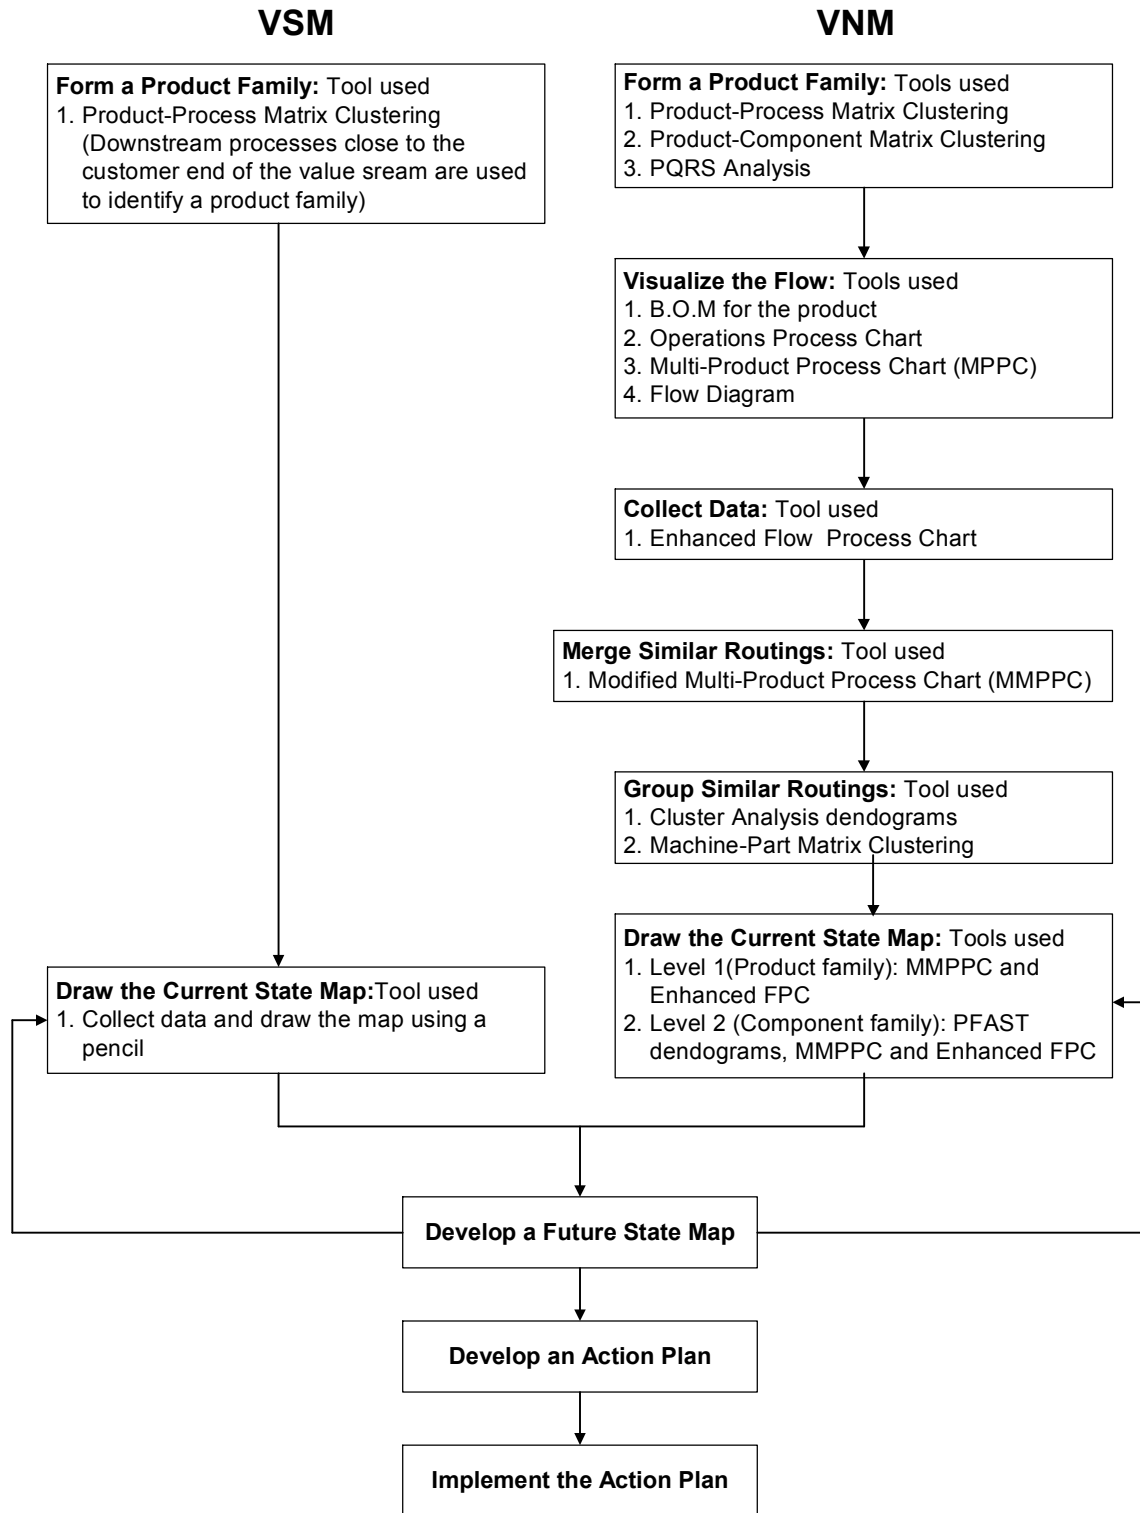 VSM
VNM
Form a Product Family: Tool used
1. Product-Process Matrix Clustering
(Downstream processes close to the
customer end of the value sream are used
to identify a product family)
Form a Product Family: Tools used
1. Product-Process Matrix Clustering
2. Product-Component Matrix Clustering
3. PQRS Analysis
Visualize the Flow: Tools used
1. B.O.M for the product
2. Operations Process Chart
3. Multi-Product Process Chart (MPPC)
4. Flow Diagram
Collect Data: Tool used
1. Enhanced Flow  Process Chart
Merge Similar Routings: Tool used
1. Modified Multi-Product Process Chart (MMPPC)
Group Similar Routings: Tool used
1. Cluster Analysis dendograms
2. Machine-Part Matrix Clustering
Draw the Current State Map: Tools used
1. Level 1(Product family): MMPPC and
Enhanced FPC
2. Level 2 (Component family): PFAST
dendograms, MMPPC and Enhanced FPC
Draw the Current State Map:Tool used
1. Collect data and draw the map using a
pencil
Develop a Future State Map
Develop an Action Plan
Implement the Action Plan